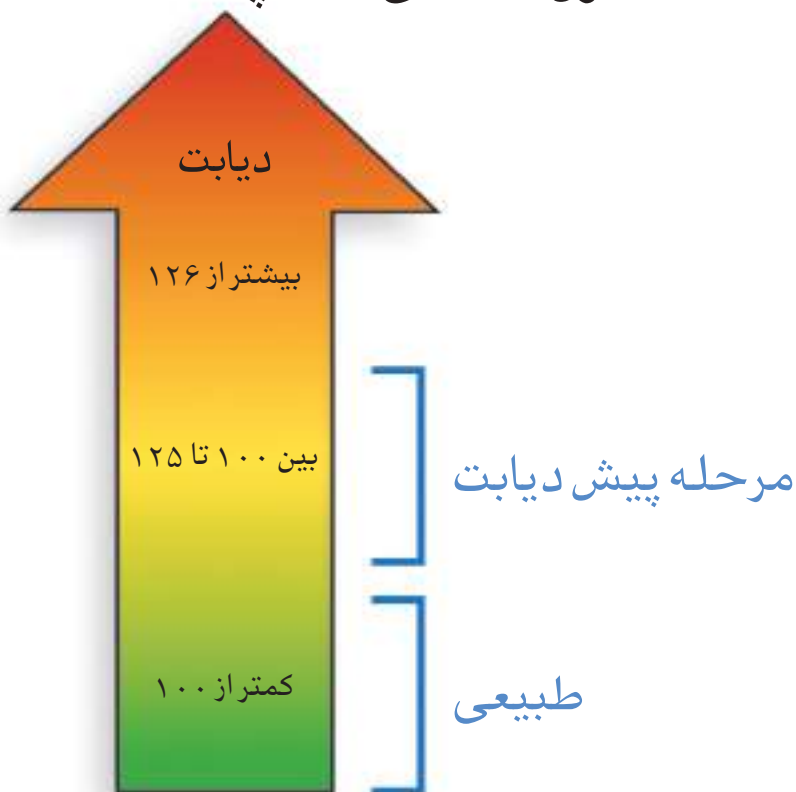 دیابت
بیشتر از ۱۲۶
بین ۱۰۰ تا ۱۲۵
مرحله پیش دیابت
کمتر از ۱۰۰
طبیعی